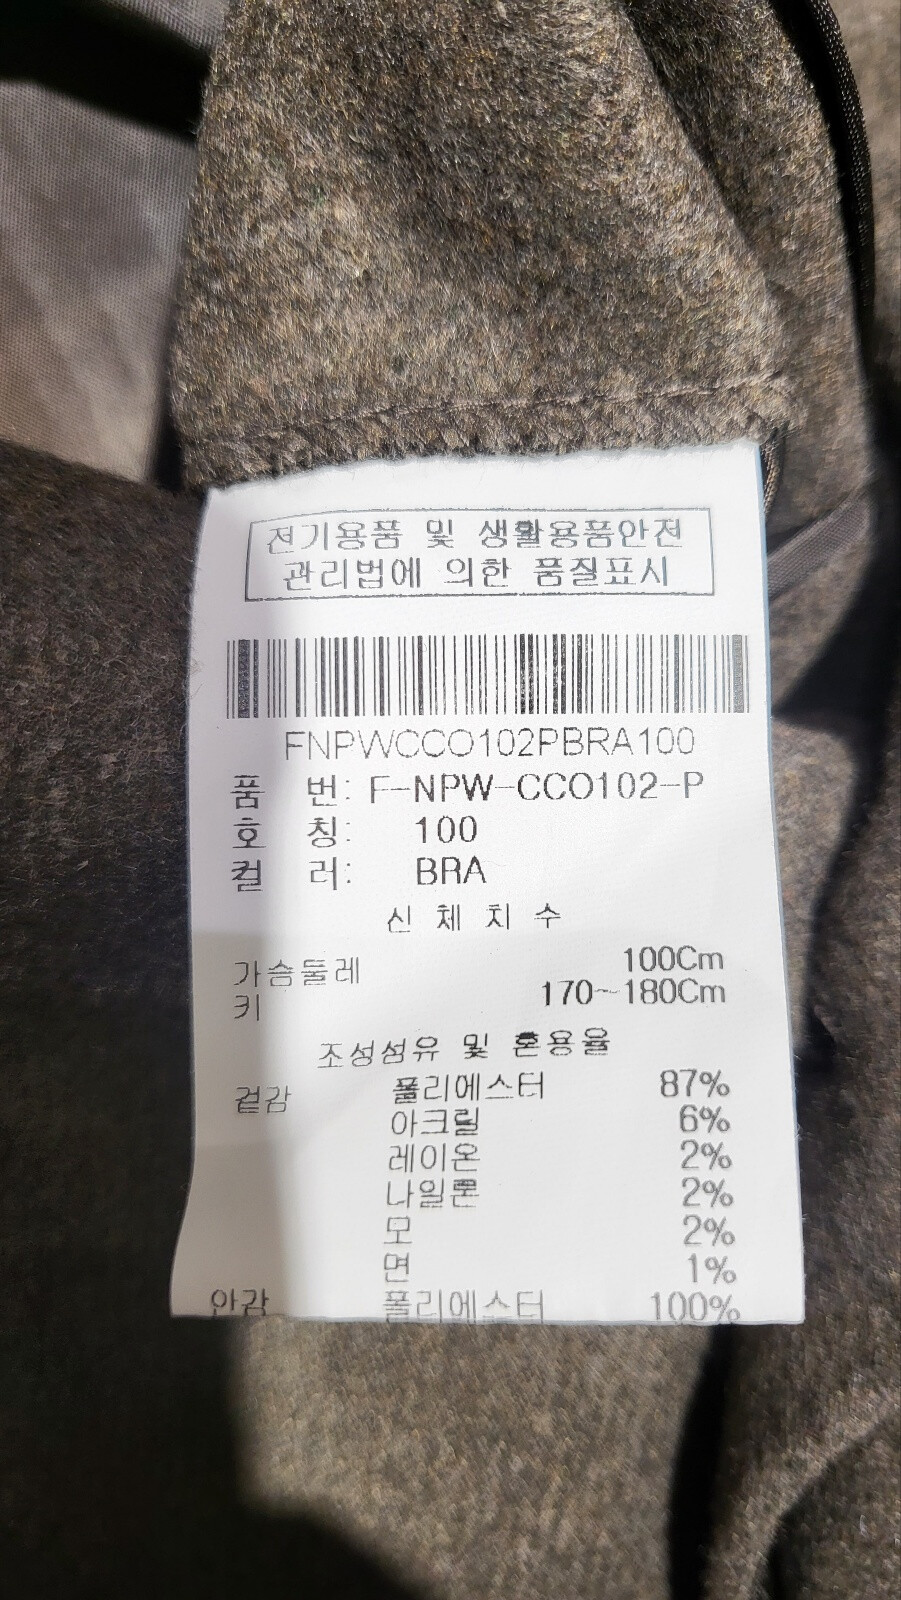 전기용품 및 생활용품안전
관리법에 의한 품질표시
FNPWCCO102PBRA100
품 번: F-NPW-CCO102-P
호 칭: 100
컬 러: BRA
신 체 치 수
가슴둘레 100Cm
키 170~180Cm
조성섬유 및 혼용율
겉감 폴리에스터 87%
아크릴 6%
레이온 2%
나일론 2%
모 2%
면 1%
안감 폴리에스터 100%